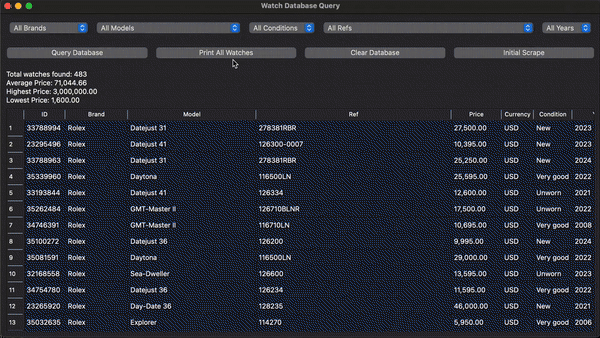 Watch Database Query
All Brands All Models All Conditions All Refs All Years
Query Database Print All Watches Clear Database Initial Scrape
Total watches found: 483
Average Price: 71,044.66
Highest Price: 3,000,000.00
Lowest Price: 1,600.00
ID Brand Model Ref Price Currency Condition
1 33788994 Rolex Datejust 31 278381RBR 27,500.00 USD New 2023
2 23295496 Rolex Datejust 41 126300-0007 10,395.00 USD New 2023
3 33788963 Rolex Datejust 31 278381RBR 25,250.00 USD New 2024
4 35339960 Rolex Daytona 116500LN 25,595.00 USD Very good 2022
5 33193844 Rolex Datejust 41 126334 12,600.00 USD Unworn 2021
6 35262484 Rolex GMT-Master II 126710BLNR 17,500.00 USD Unworn 2022
7 34746391 Rolex GMT-Master II 116710LN 10,695.00 USD Very good 2008
8 35100272 Rolex Datejust 36 126200 9,995.00 USD New 2024
9 35081591 Rolex Daytona 116500LN 29,000.00 USD Very good 2022
10 32168558 Rolex Sea-Dweller 126600 13,595.00 USD Unworn 2023
11 34754780 Rolex Datejust 36 126234 11,595.00 USD Very good 2022
12 23265920 Rolex Day-Date 36 128235 46,000.00 USD New 2021
13 35032635 Rolex Explorer 114270 5,950.00 USD Very good 2006